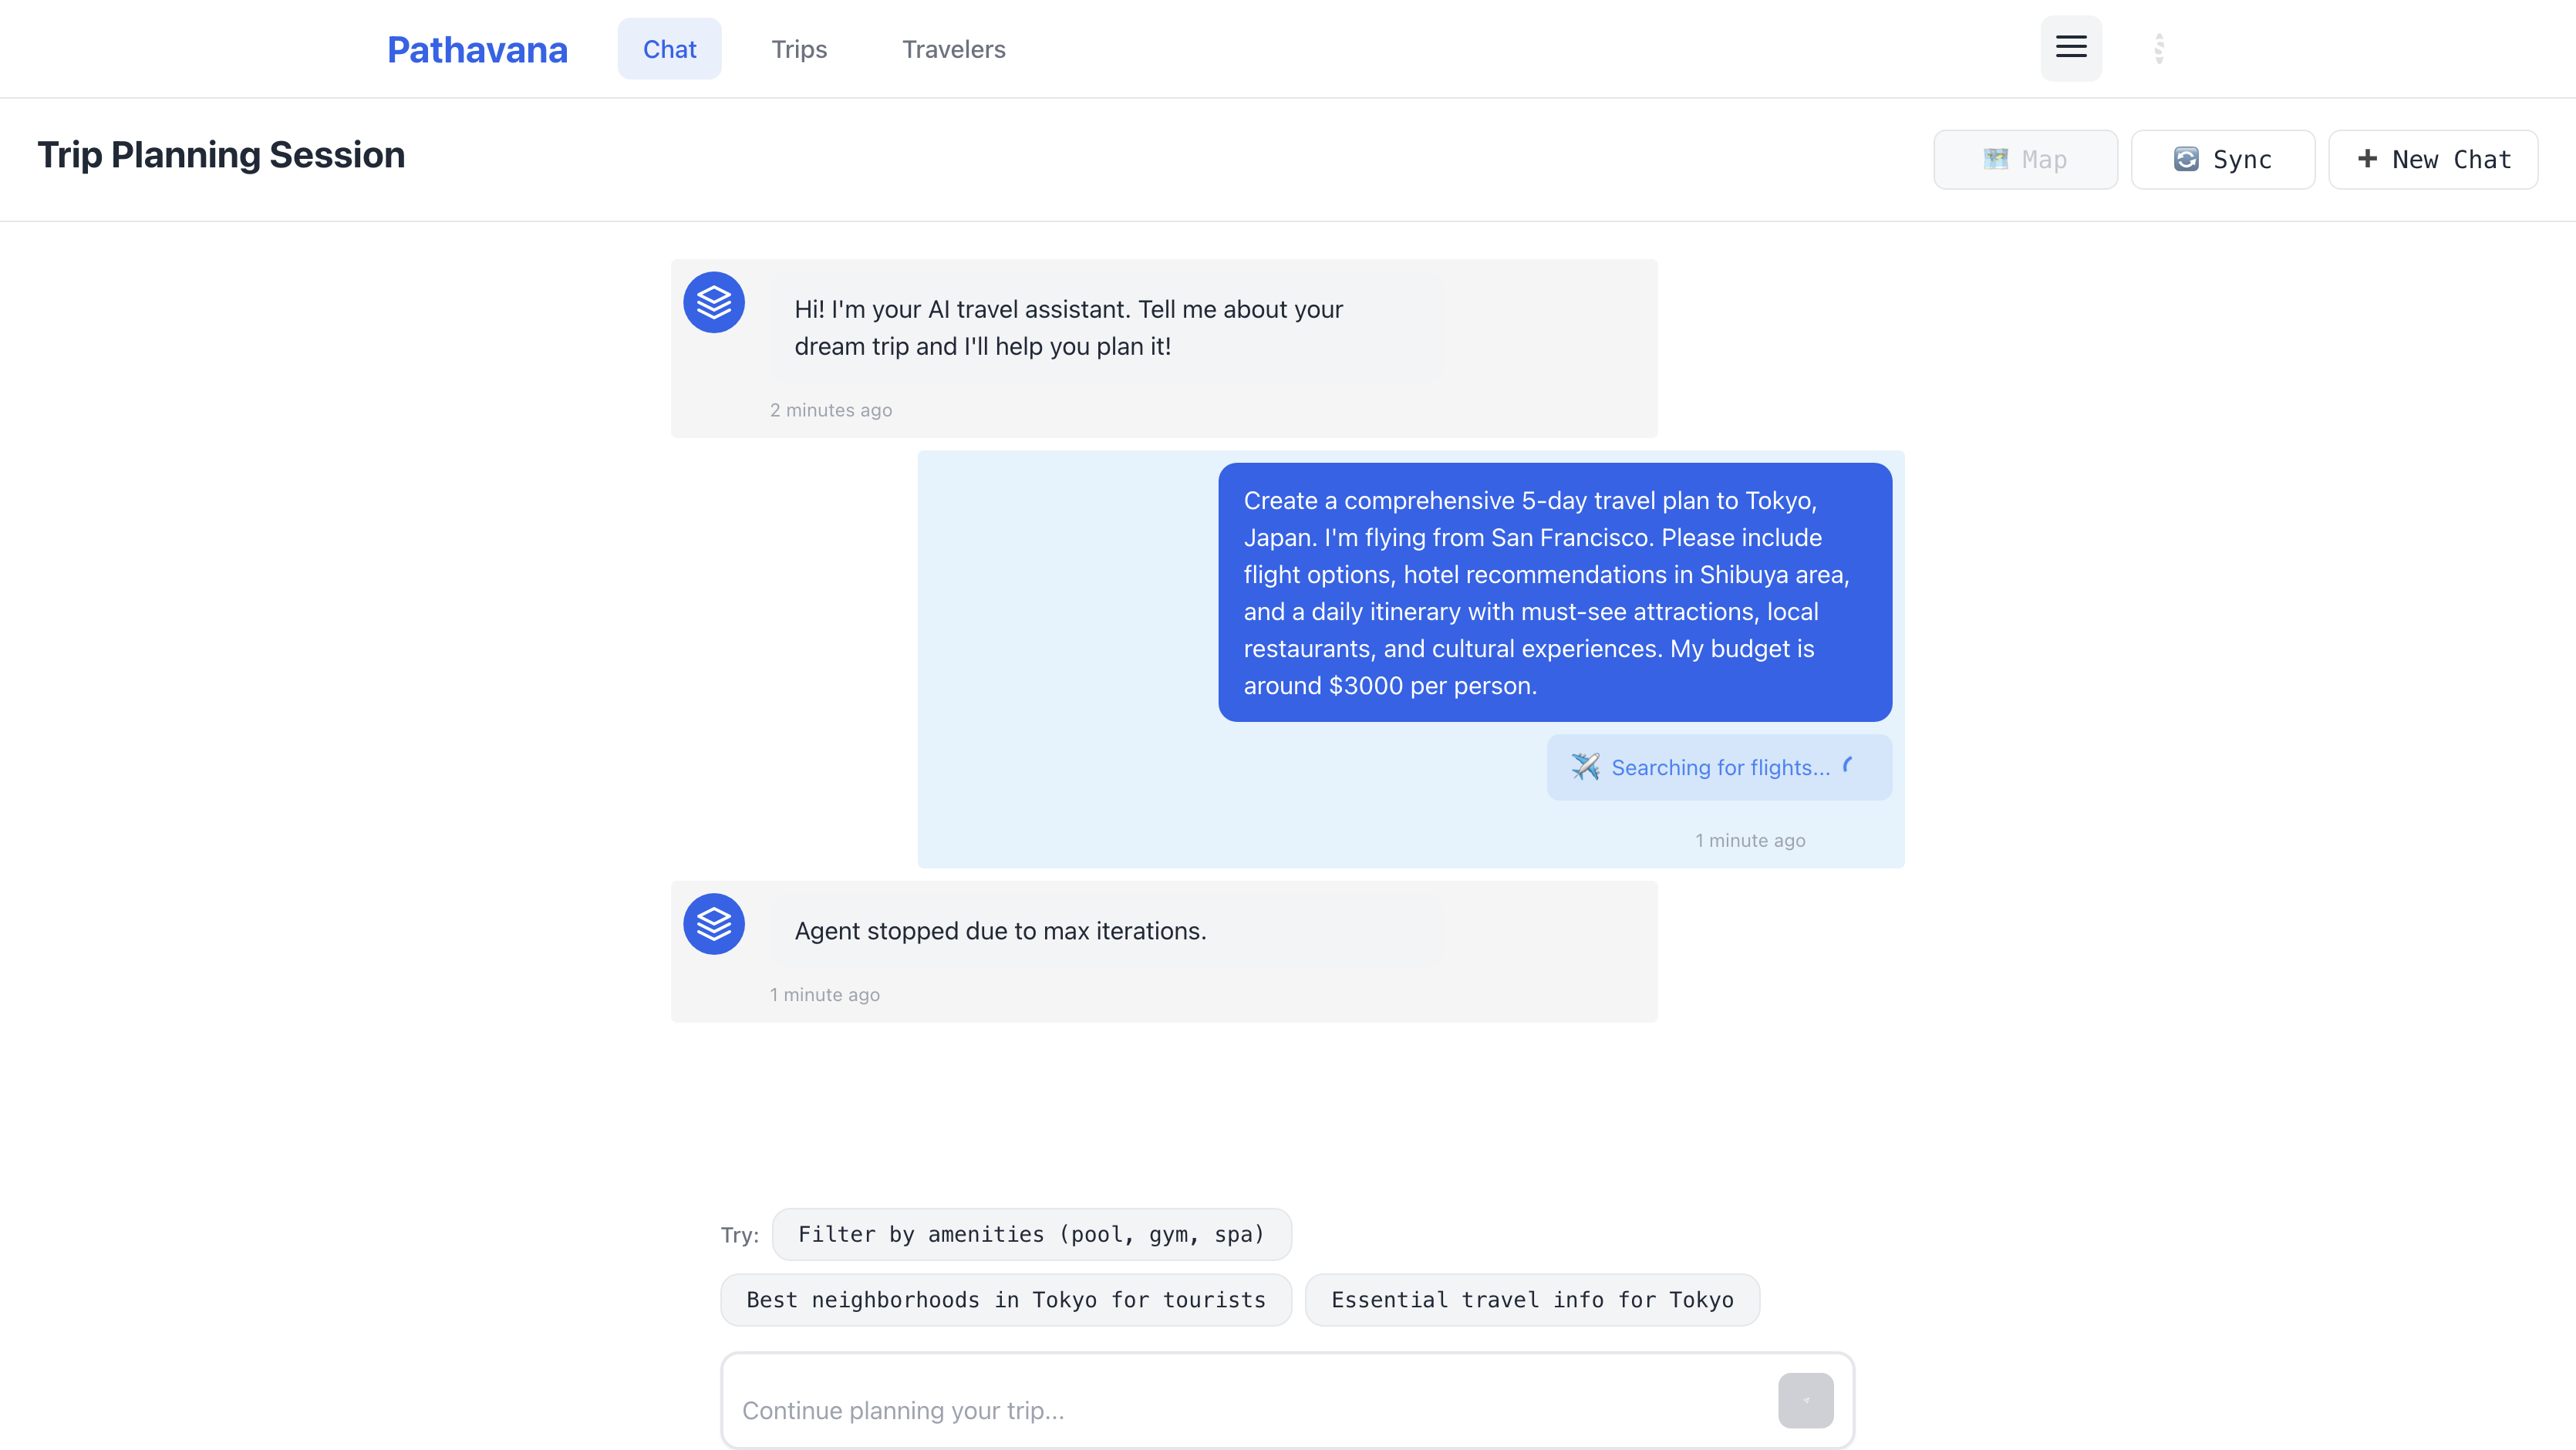 Pathavana
Chat
Trips
Travelers
Trip Planning Session
Map
Sync
+ New Chat
Hi! I'm your AI travel assistant. Tell me about your
dream trip and I'll help you plan it!
2 minutes ago
Create a comprehensive 5-day travel plan to Tokyo,
Japan. I'm flying from San Francisco. Please include
flight options, hotel recommendations in Shibuya area,
and a daily itinerary with must-see attractions, local
restaurants, and cultural experiences. My budget is
around $3000 per person.
Searching for flights...
1 minute ago
Agent stopped due to max iterations.
1 minute ago
Try:
Filter by amenities (pool, gym, spa)
Best neighborhoods in Tokyo for tourists
Essential travel info for Tokyo
Continue planning your trip...